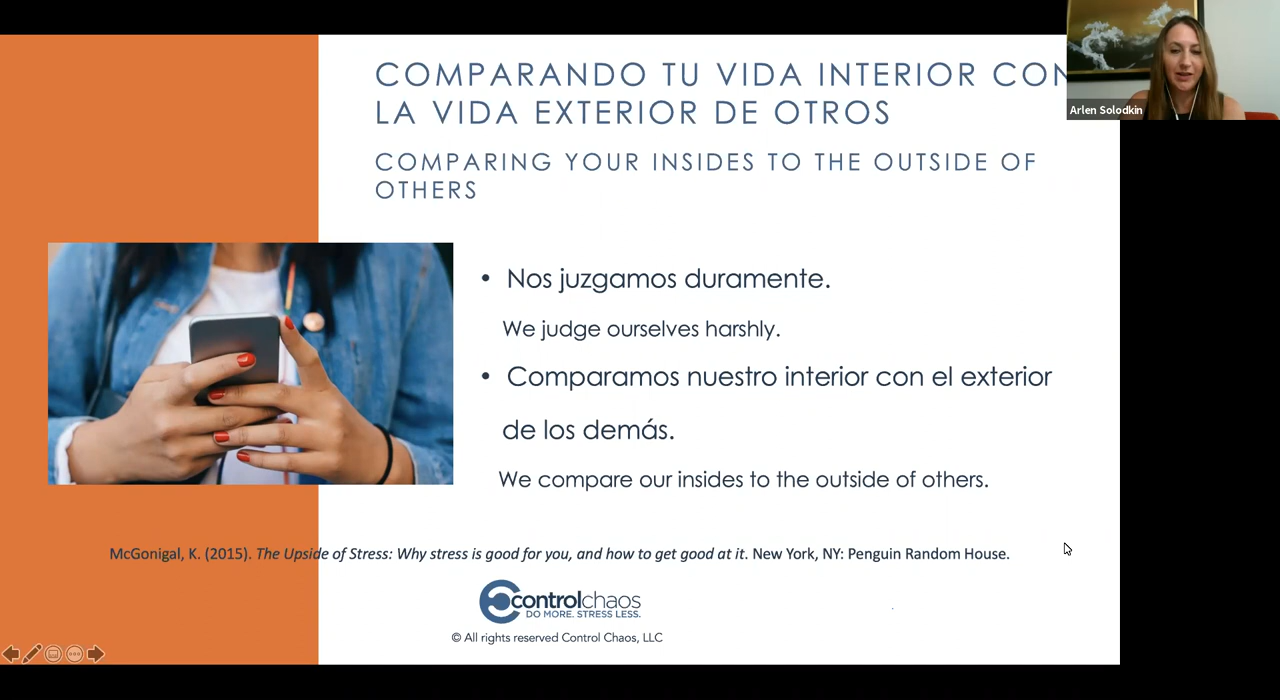 COMPARANDO TU VIDA INTERIOR CON
LA VIDA EXTERIOR DE OTROS
COMPARING YOUR INSIDES TO THE OUTSIDE OF
OTHERS
Arlen Solodkin
• Nos juzgamos duramente.
We judge ourselves harshly.
• Comparamos nuestro interior con el exterior
de los demás.
We compare our insides to the outside of others.
McGonigal, K. (2015). The Upside of Stress: Why stress is good for you, and how to get good at it. New York, NY: Penguin Random House.
controlchaos
DO MORE. STRESS LESS.
© All rights reserved Control Chaos, LLC